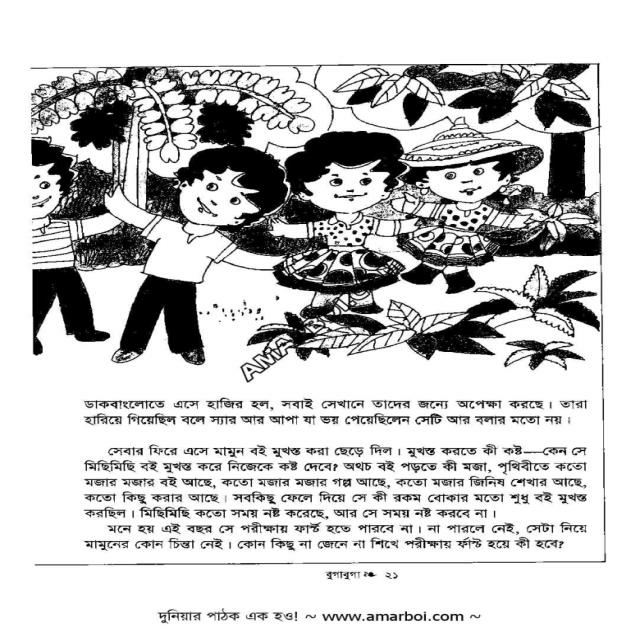 AMA
ডাকবাংলোতে এসে হাজির হল, সবাই সেখানে তাদের জন্যে অপেক্ষা করছে। তারা
হারিয়ে গিয়েছিল বলে স্যার আর আপা যা ভয় পেয়েছিলেন সেটি আর বলার মতো নয়।
সেবার ফিরে এসে মামুন বই মুখস্ত করা ছেড়ে দিল। মুখস্ত করতে কী কষ্ট—কেন সে
মিছিমিছি বই মুখস্ত করে নিজেকে কষ্ট দেবে? অথচ বই পড়তে কী মজা, পৃথিবীতে কতো
মজার মজার বই আছে, কতো মজার মজার গল্প আছে, কতো মজার জিনিষ শেখার আছে,
কতো কিছু করার আছে। সবকিছু ফেলে দিয়ে সে কী রকম বোকার মতো শুধু বই মুখস্ত
করছিল। মিছিমিছি কতো সময় নষ্ট করেছে, আর সে সময় নষ্ট করবে না।
মনে হয় এই বছর সে পরীক্ষায় ফার্স্ট হতে পারবে না। না পারলে নেই, সেটা নিয়ে
মামুনের কোন চিন্তা নেই। কোন কিছু না জেনে না শিখে পরীক্ষায় ফার্স্ট হয়ে কী হবে?
বুগাবুগা ❧ ২১
দুনিয়ার পাঠক এক হও! ~ www.amarboi.com ~